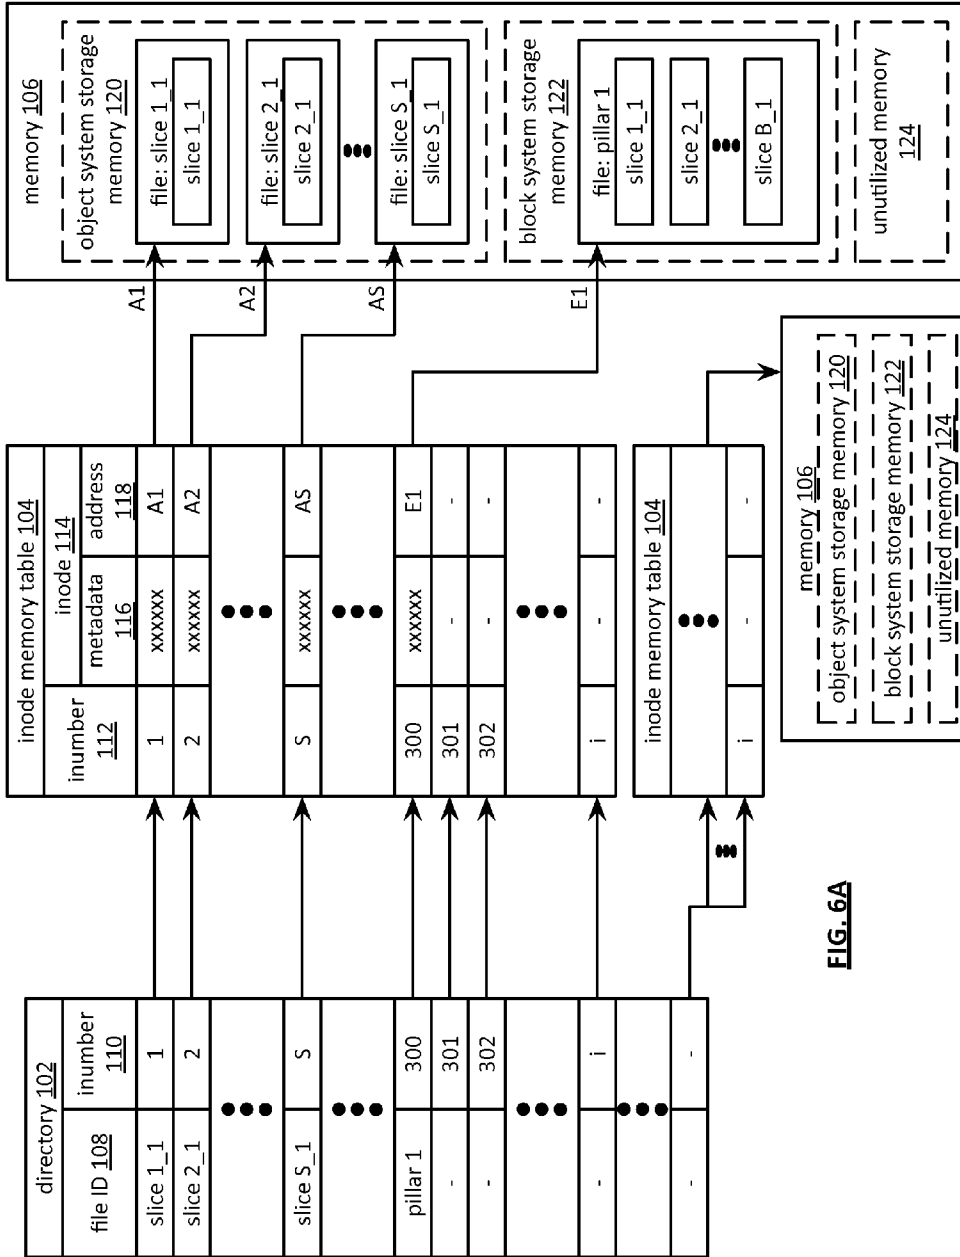 directory 102
file ID 108
inumber
110
slice 1_1
1
slice 2_1
2
slice S_1
S
pillar 1
300
-
301
-
302
-
i
-
-
inode memory table 104
inumber
112
inode 114
metadata
116
address
118
1
xxxxxx
A1
2
xxxxxx
A2
S
xxxxxx
AS
300
xxxxxx
E1
301
-
-
302
-
-
i
-
-
inode memory table 104
i
-
-
A1
A2
AS
E1
memory 106
object system storage
memory 120
file: slice 1_1
slice 1_1
file: slice 2_1
slice 2_1
file: slice S_1
slice S_1
block system storage
memory 122
file: pillar 1
slice 1_1
slice 2_1
slice B_1
unutilized memory
124
memory 106
object system storage memory 120
block system storage memory 122
unutilized memory 124
FIG. 6A